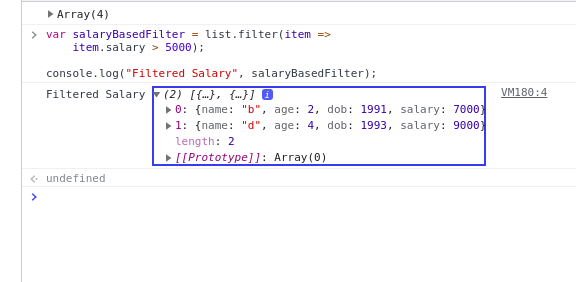 Array(4)
var salaryBasedFilter = list.filter(item =>
item.salary > 5000);
console.log("Filtered Salary", salaryBasedFilter);
Filtered Salary (2) [{…}, {…}] i VM180:4
0: {name: "b", age: 2, dob: 1991, salary: 7000}
1: {name: "d", age: 4, dob: 1993, salary: 9000}
length: 2
[[Prototype]]: Array(0)
undefined